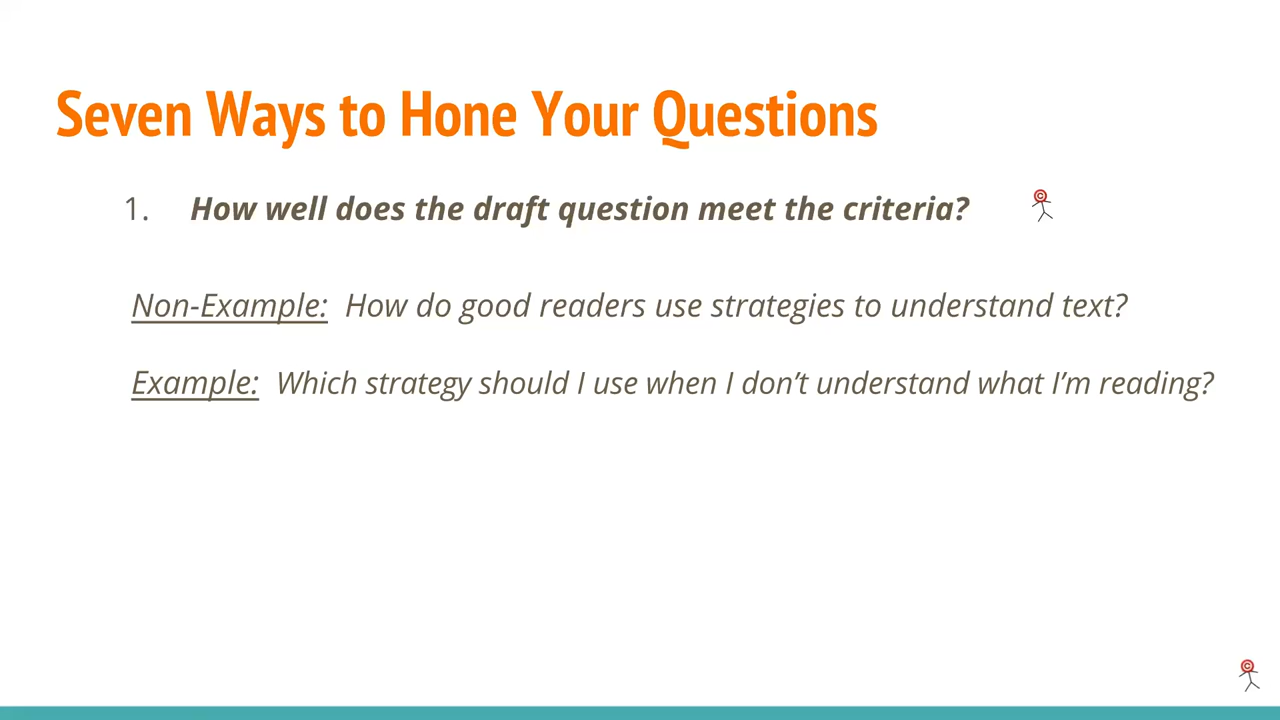 Seven Ways to Hone Your Questions
1. How well does the draft question meet the criteria?
Non-Example: How do good readers use strategies to understand text?
Example: Which strategy should I use when I don’t understand what I’m reading?